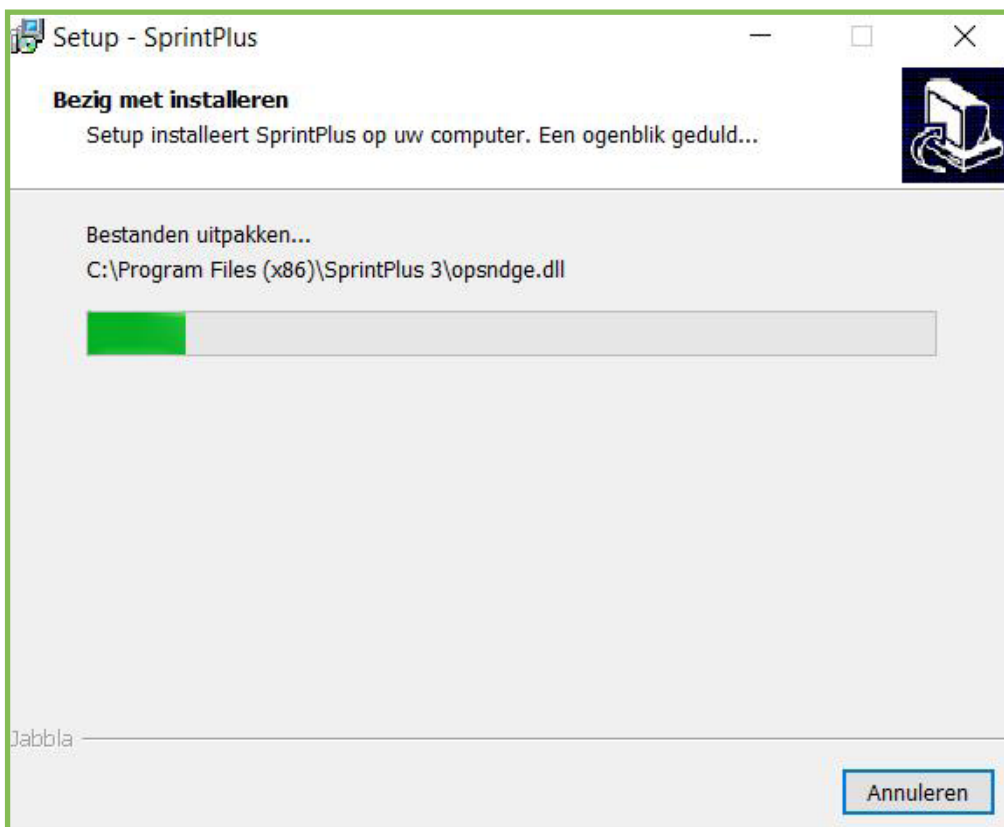 Setup - SprintPlus
Bezig met installeren
Setup installeert SprintPlus op uw computer. Een ogenblik geduld...
Bestanden uitpakken...
C:\Program Files (x86)\SprintPlus 3\opsndge.dll
Jabbla
Annuleren